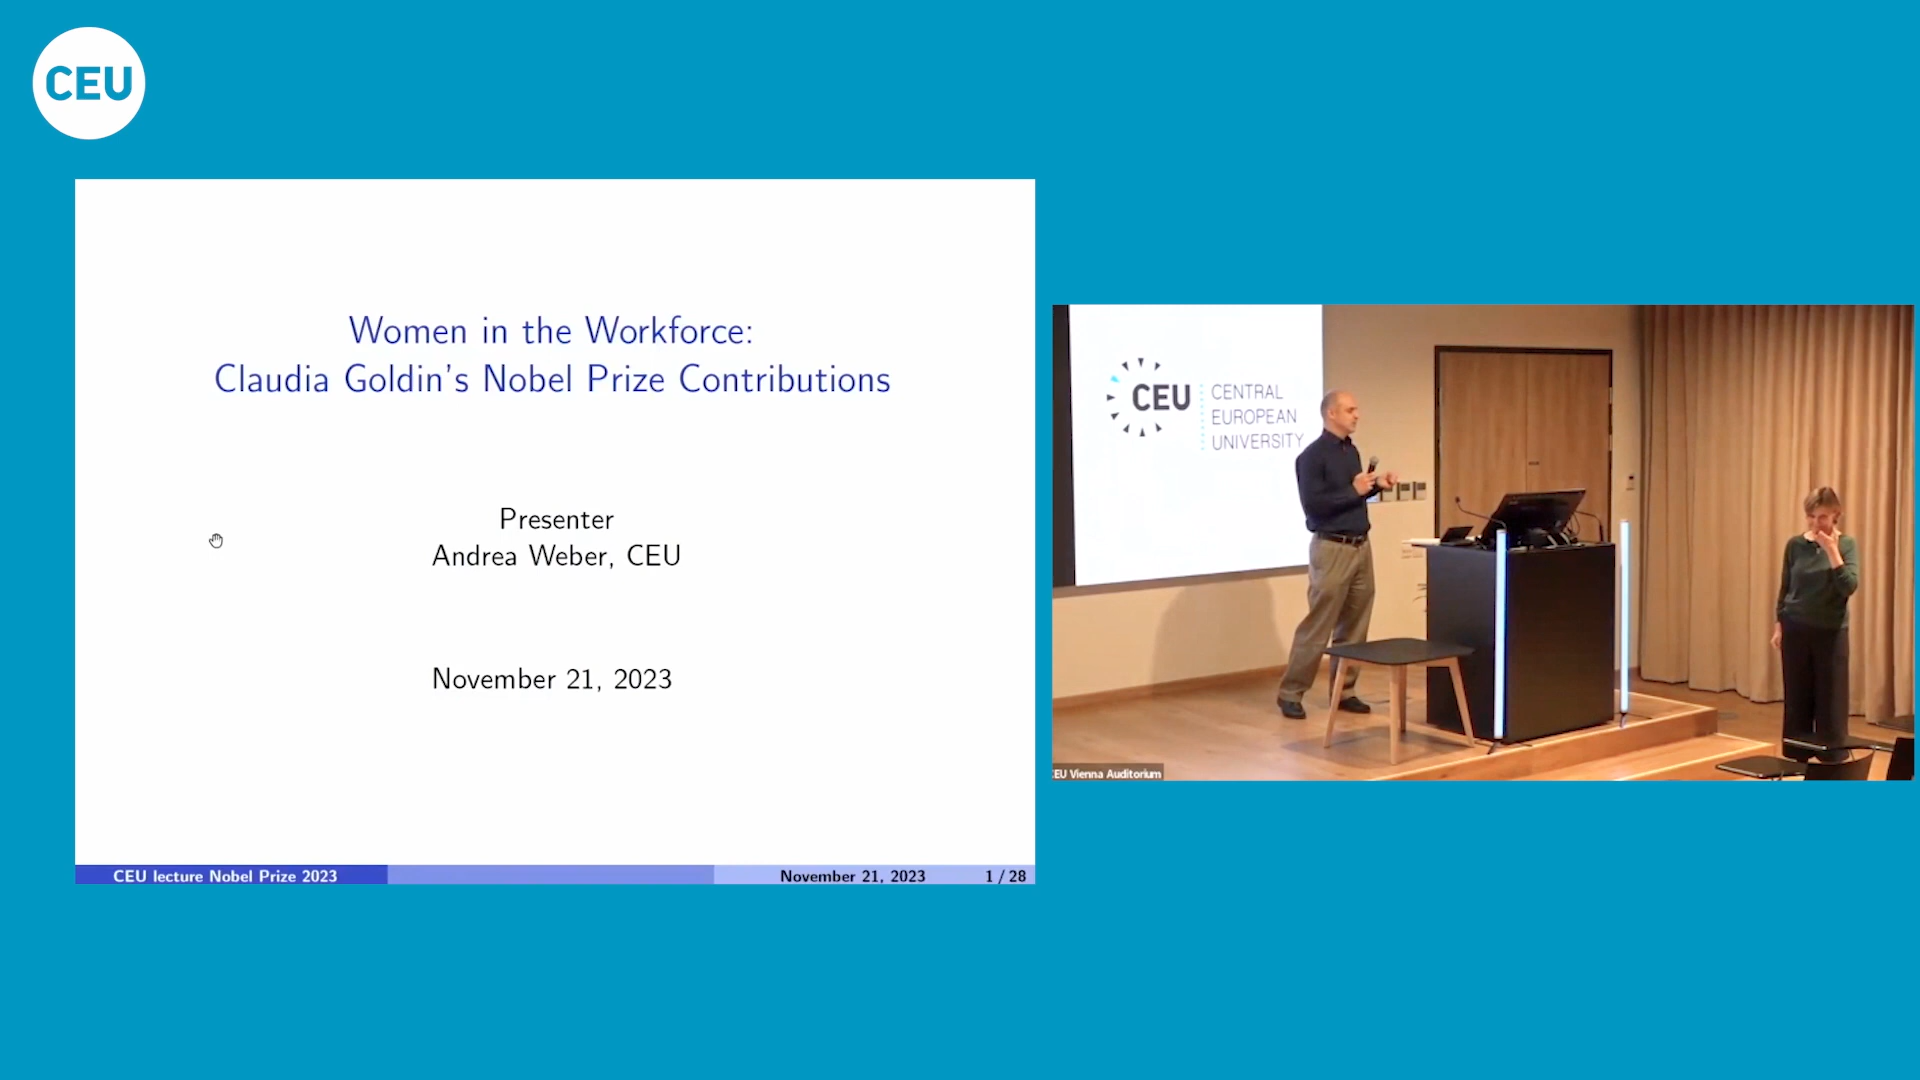 CEU
Women in the Workforce:
Claudia Goldin's Nobel Prize Contributions
Presenter
Andrea Weber, CEU
November 21, 2023
CEU lecture Nobel Prize 2023
November 21, 2023
1 / 28
CEU
CENTRAL
EUROPEAN
UNIVERSITY
EU Vienna Auditorium